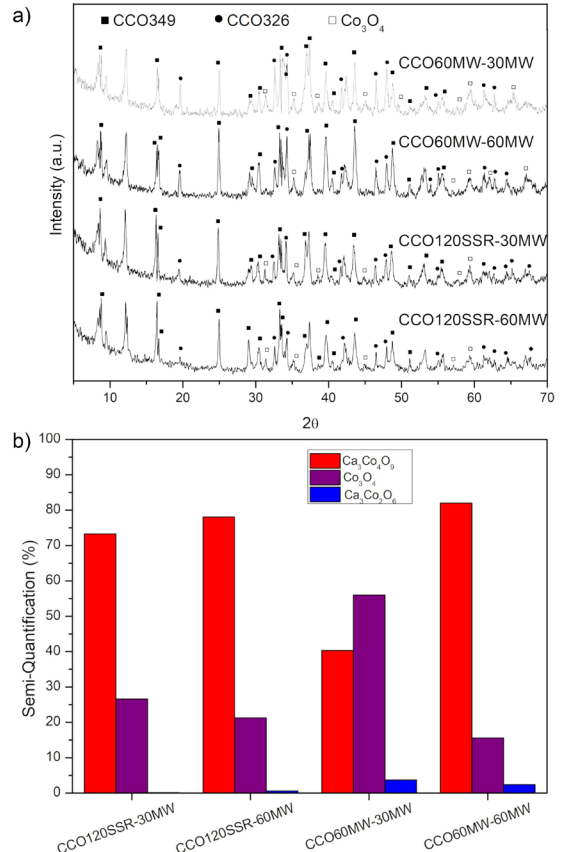 a)
■ CCO349 ● CCO326 □ Co₃O₄
CCO60MW-30MW
CCO60MW-60MW
CCO120SSR-30MW
CCO120SSR-60MW
Intensity (a.u.)
10 20 30 40 50 60 70
2θ
b)
100
90
80
70
60
50
40
30
20
10
0
Semi-Quantification (%)
Ca₃Co₄O₉
Co₃O₄
Ca₃Co₂O₆
CCO120SSR-30MW
CCO120SSR-60MW
CCO60MW-30MW
CCO60MW-60MW